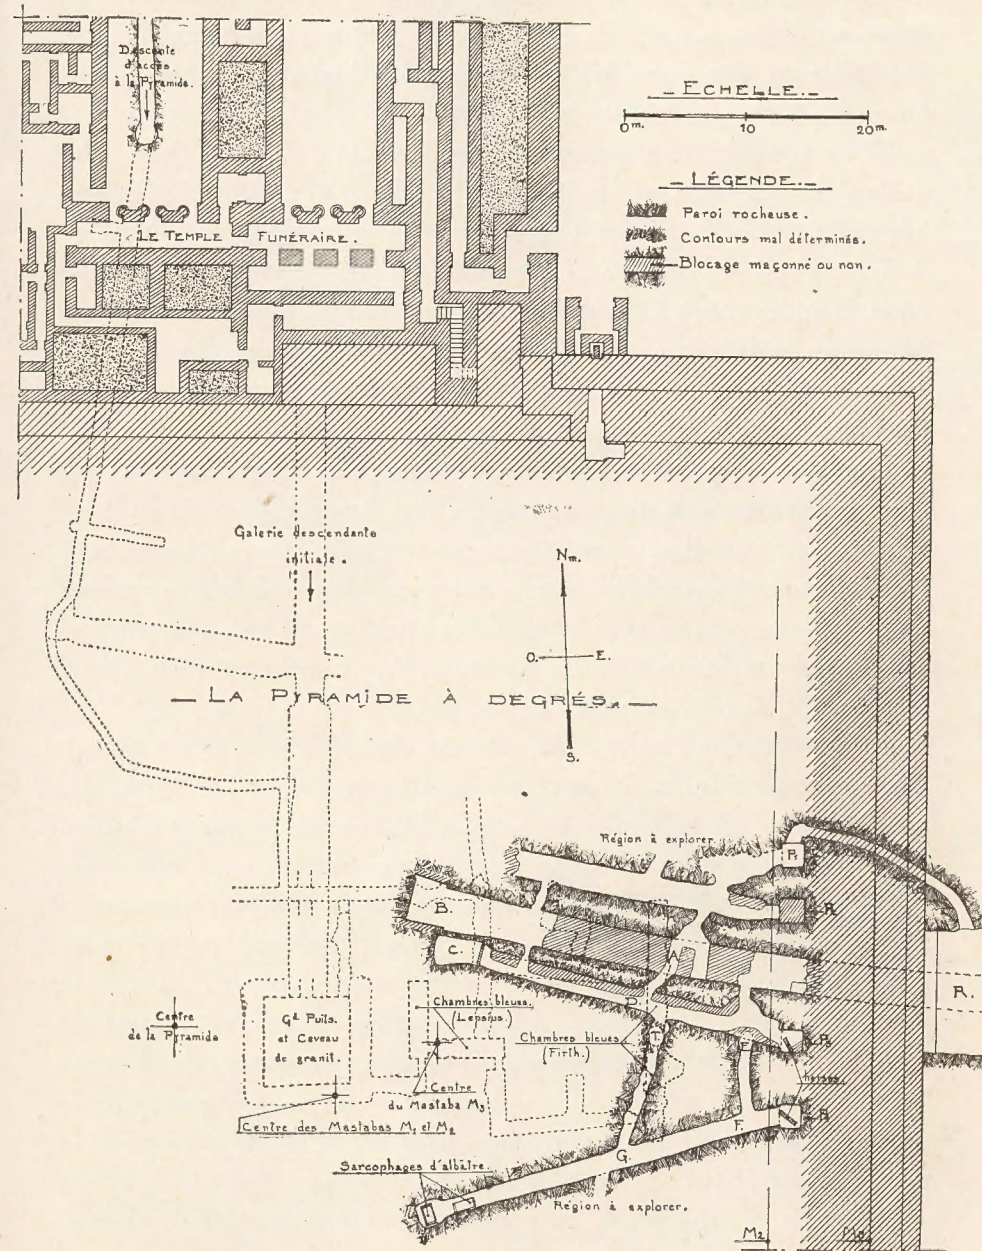 Descente
d'accès
à la Pyramide.
_ ECHELLE._
0m. 10 20m.
_ LÉGENDE._
Paroi rocheuse.
Contours mal déterminés.
Blocage maçonné ou non.
LE TEMPLE FUNÉRAIRE.
Galerie descendante
initiale.
Nm.
O. E.
S.
_ LA PYRAMIDE À DEGRÉS._
Région à explorer
P1
B.
C.
A
R.
D.
Centre
de la Pyramide
Gd Puits.
et Caveau
de granit.
Chambres bleues.
(Lepsius.)
Chambres bleues.
(Firth.)
T.
E
herses.
Centre
du Mastaba M3
Centre des Mastabas M1 et M2
F.
G.
Sarcophages d'albâtre.
Région à explorer.
M2